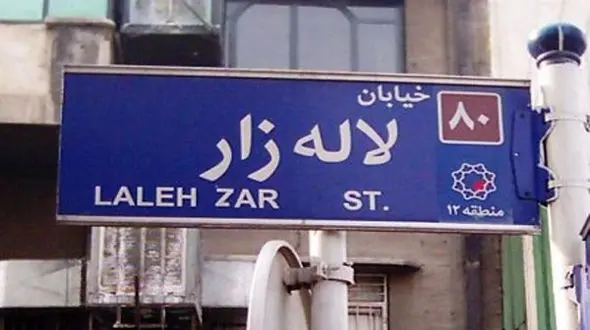 خیابان
۸۰
لاله زار
LALEH ZAR ST.
منطقه ۱۲